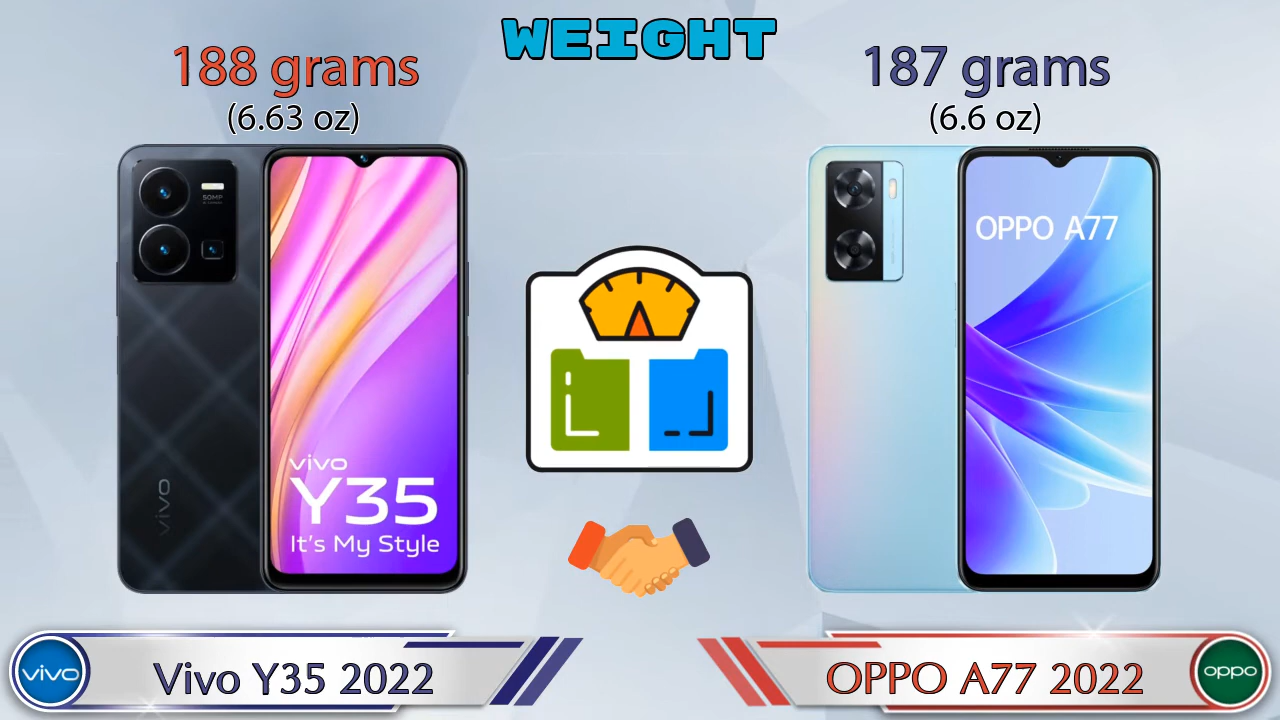 WEIGHT
188 grams
(6.63 oz)
187 grams
(6.6 oz)
50MP
vivo
vivo
Y35
It's My Style
OPPO A77
vivo
Vivo Y35 2022
OPPO A77 2022
oppo